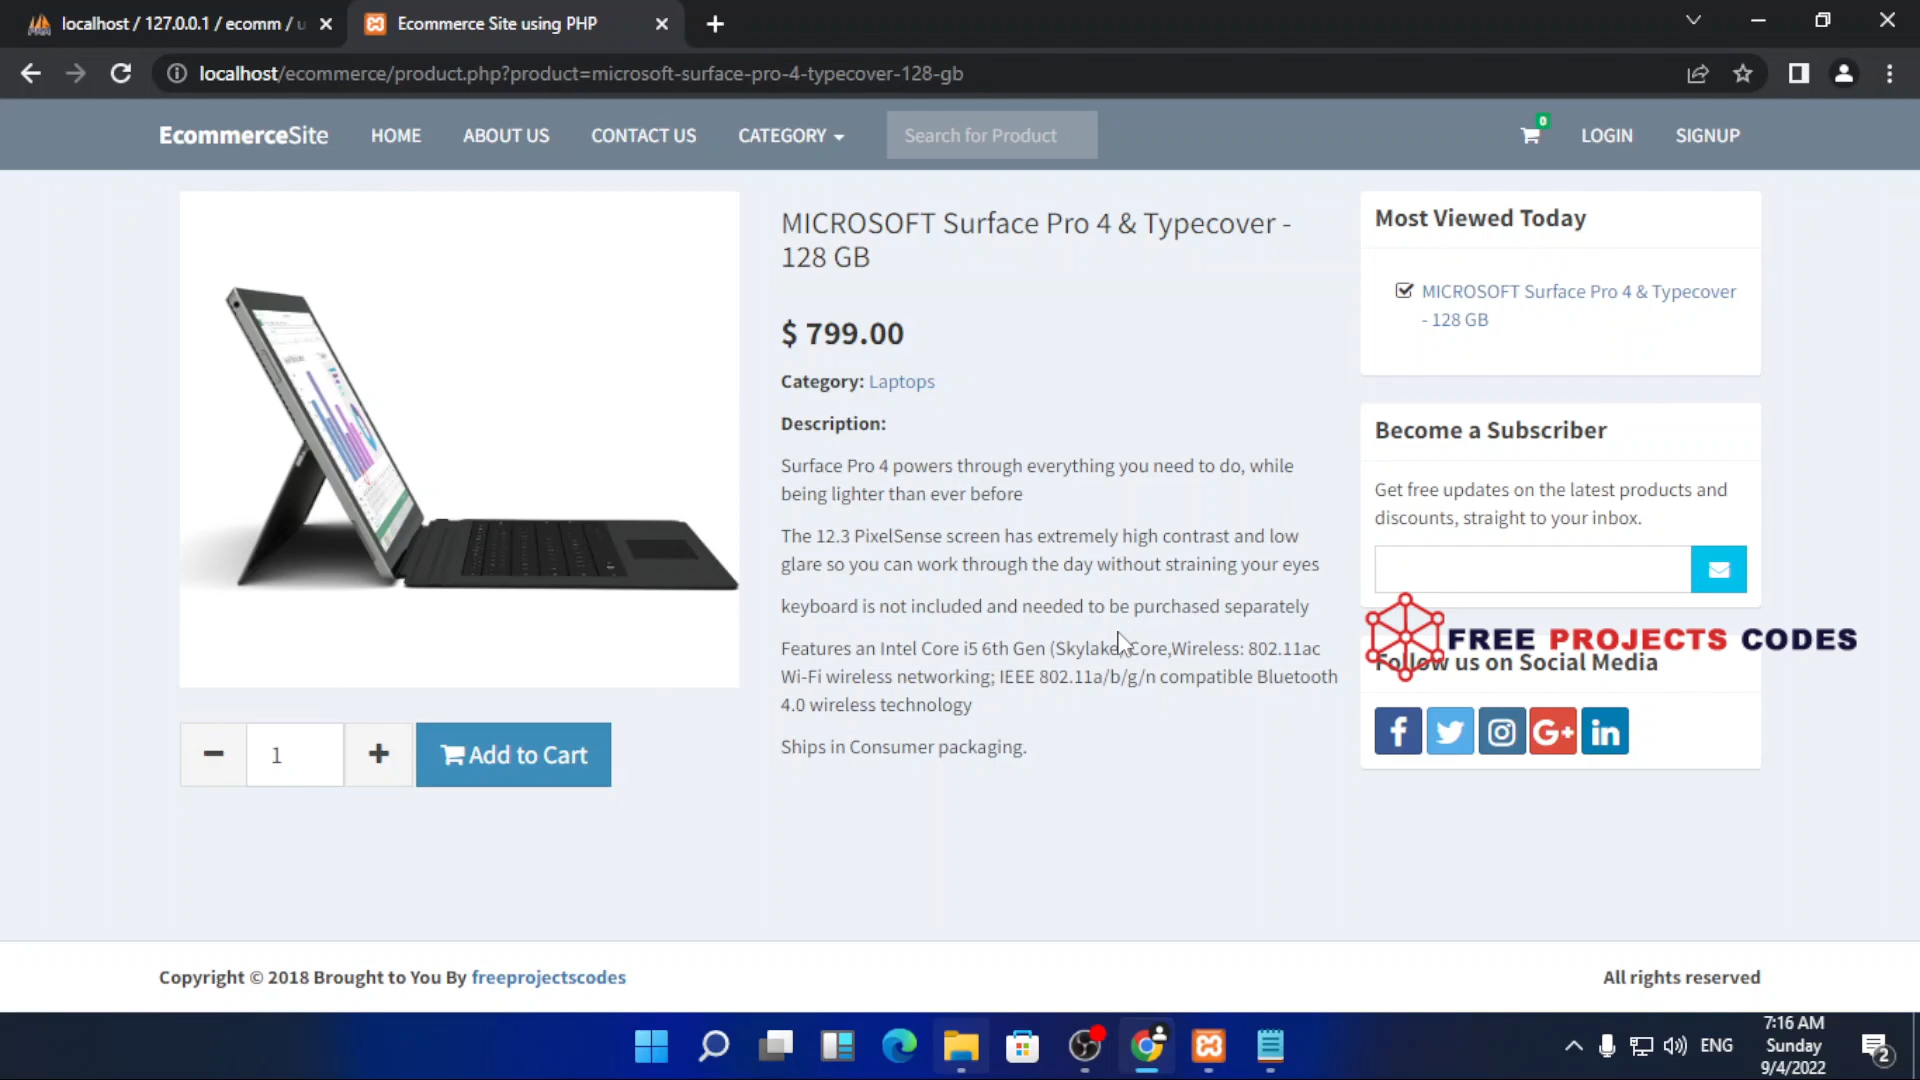 localhost / 127.0.0.1 / ecomm / u
Ecommerce Site using PHP
localhost/ecommerce/product.php?product=microsoft-surface-pro-4-typecover-128-gb
EcommerceSite
HOME
ABOUT US
CONTACT US
CATEGORY
Search for Product
0
LOGIN
SIGNUP
MICROSOFT Surface Pro 4 & Typecover -
128 GB
$ 799.00
Category: Laptops
Description:
Surface Pro 4 powers through everything you need to do, while
being lighter than ever before
The 12.3 PixelSense screen has extremely high contrast and low
glare so you can work through the day without straining your eyes
keyboard is not included and needed to be purchased separately
Features an Intel Core i5 6th Gen (Skylake) Core,Wireless: 802.11ac
Wi-Fi wireless networking; IEEE 802.11a/b/g/n compatible Bluetooth
4.0 wireless technology
Ships in Consumer packaging.
1
Add to Cart
Most Viewed Today
MICROSOFT Surface Pro 4 & Typecover
- 128 GB
Become a Subscriber
Get free updates on the latest products and
discounts, straight to your inbox.
FREE PROJECTS CODES
Follow us on Social Media
f
G+
in
Copyright © 2018 Brought to You By freeprojectscodes
All rights reserved
ENG
7:16 AM
Sunday
9/4/2022
2